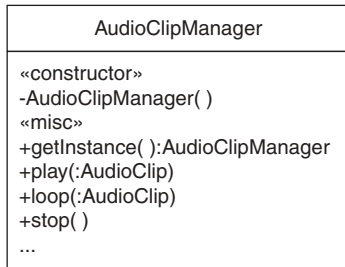 AudioClipManager
«constructor»
-AudioClipManager( )
«misc»
+getInstance( ):AudioClipManager
+play(:AudioClip)
+loop(:AudioClip)
+stop( )
...